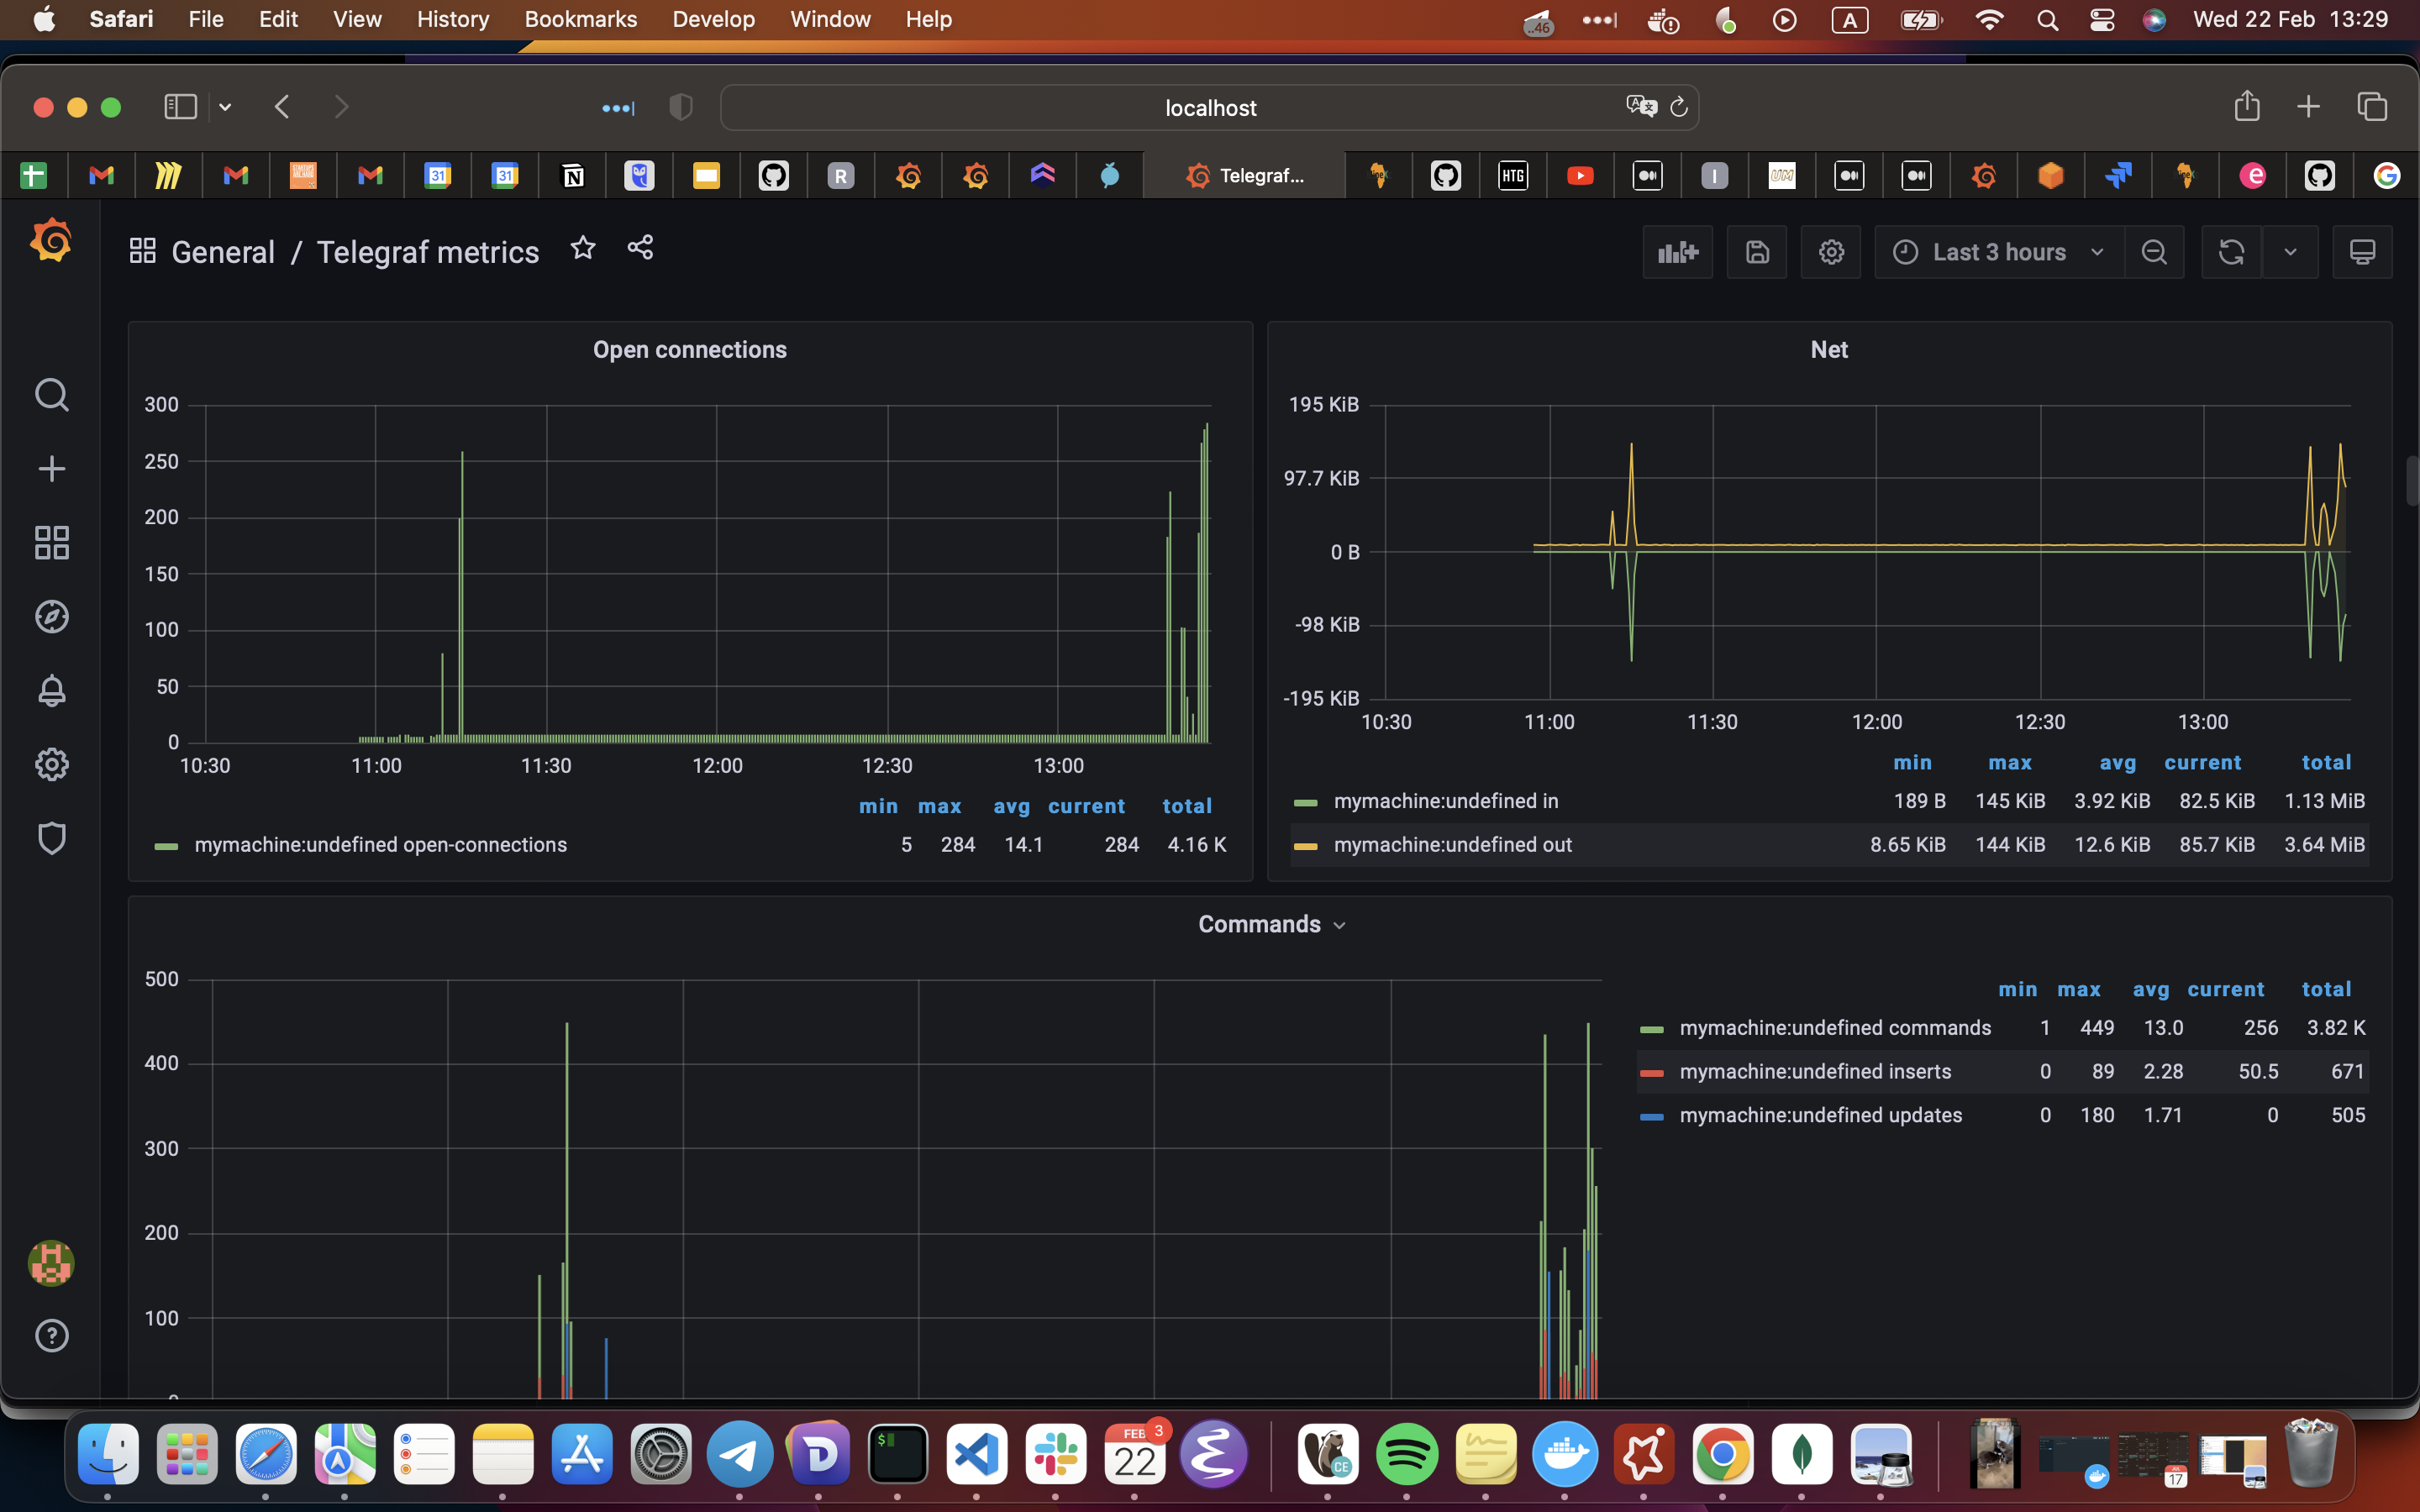 Safari File Edit View History Bookmarks Develop Window Help ..46 A Wed 22 Feb 13:29
localhost
31 31 R Telegraf... HTG I UM e
General / Telegraf metrics Last 3 hours
Open connections
300
250
200
150
100
50
0
10:30 11:00 11:30 12:00 12:30 13:00
min max avg current total
mymachine:undefined open-connections 5 284 14.1 284 4.16 K
Net
195 KiB
97.7 KiB
0 B
-98 KiB
-195 KiB
10:30 11:00 11:30 12:00 12:30 13:00
min max avg current total
mymachine:undefined in 189 B 145 KiB 3.92 KiB 82.5 KiB 1.13 MiB
mymachine:undefined out 8.65 KiB 144 KiB 12.6 KiB 85.7 KiB 3.64 MiB
Commands
500
400
300
200
100
min max avg current total
mymachine:undefined commands 1 449 13.0 256 3.82 K
mymachine:undefined inserts 0 89 2.28 50.5 671
mymachine:undefined updates 0 180 1.71 0 505
FEB 3
22
CE
17